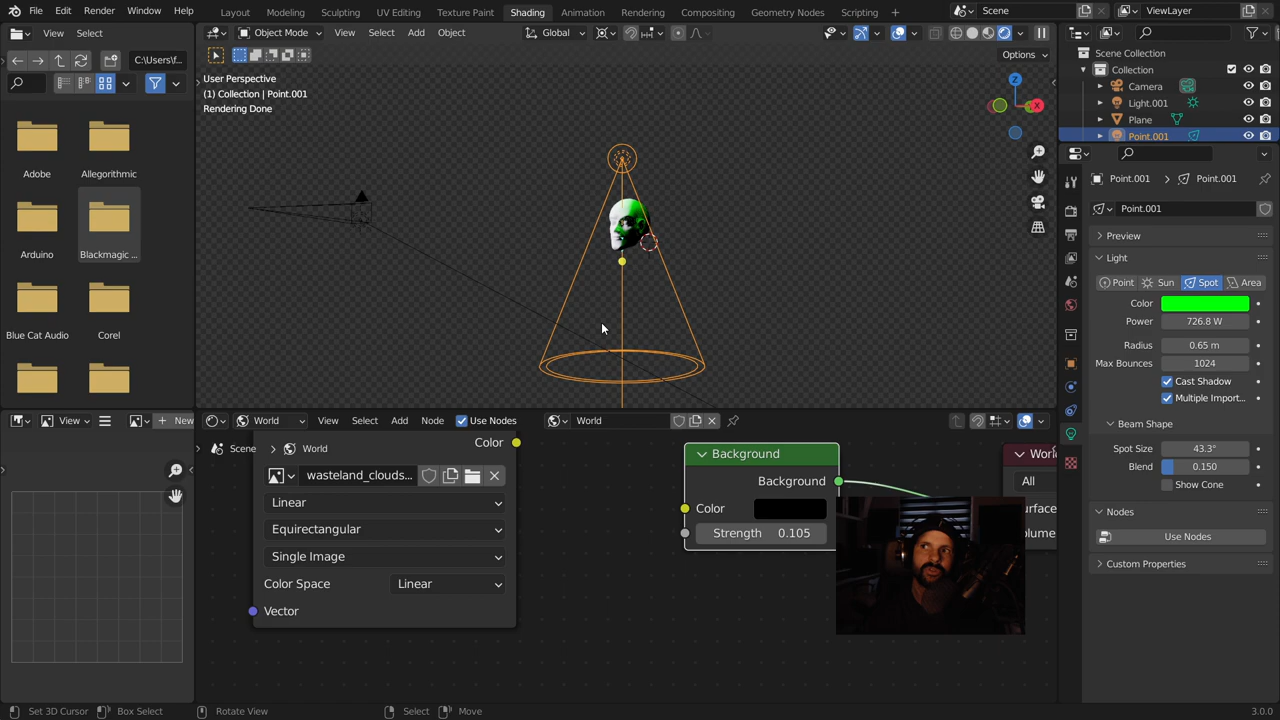 File Edit Render Window Help Layout Modeling Sculpting UV Editing Texture Paint Shading Animation Rendering Compositing Geometry Nodes Scripting + Scene ViewLayer
View Select
Object Mode View Select Add Object Global
C:\Users\f...
Options
User Perspective
(1) Collection | Point.001
Rendering Done
Z
X
Adobe
Allegorithmic
Arduino
Blackmagic ...
Blue Cat Audio
Corel
Scene Collection
Collection
Camera
Light.001
Plane
Point.001
Point.001 > Point.001
Point.001
Preview
Light
Point Sun Spot Area
Color
Power 726.8 W
Radius 0.65 m
Max Bounces 1024
Cast Shadow
Multiple Import...
Beam Shape
Spot Size 43.3°
Blend 0.150
Show Cone
Nodes
Use Nodes
Custom Properties
View New
World View Select Add Node Use Nodes World
Scene > World
Color
wasteland_clouds...
Linear
Equirectangular
Single Image
Color Space Linear
Vector
Background
Background
Color
Strength 0.105
Worl
All
urface
olume
Set 3D Cursor Box Select Rotate View Select Move 3.0.0